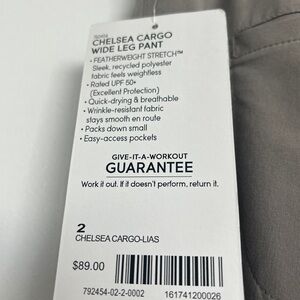 CHELSEA CARGO
WIDE LEG PANT
• FEATHERWEIGHT STRETCH™
Sleek, recycled polyester
fabric feels weightless
• Rated UPF 50+
(Excellent Protection)
• Quick-drying & breathable
• Wrinkle-resistant fabric
stays smooth en route
• Packs down small
• Easy-access pockets
GIVE-IT-A-WORKOUT
GUARANTEE
Work it out. If it doesn't perform, return it.
2
CHELSEA CARGO-LIAS
$89.00
792454-02-2-0002
161741200026